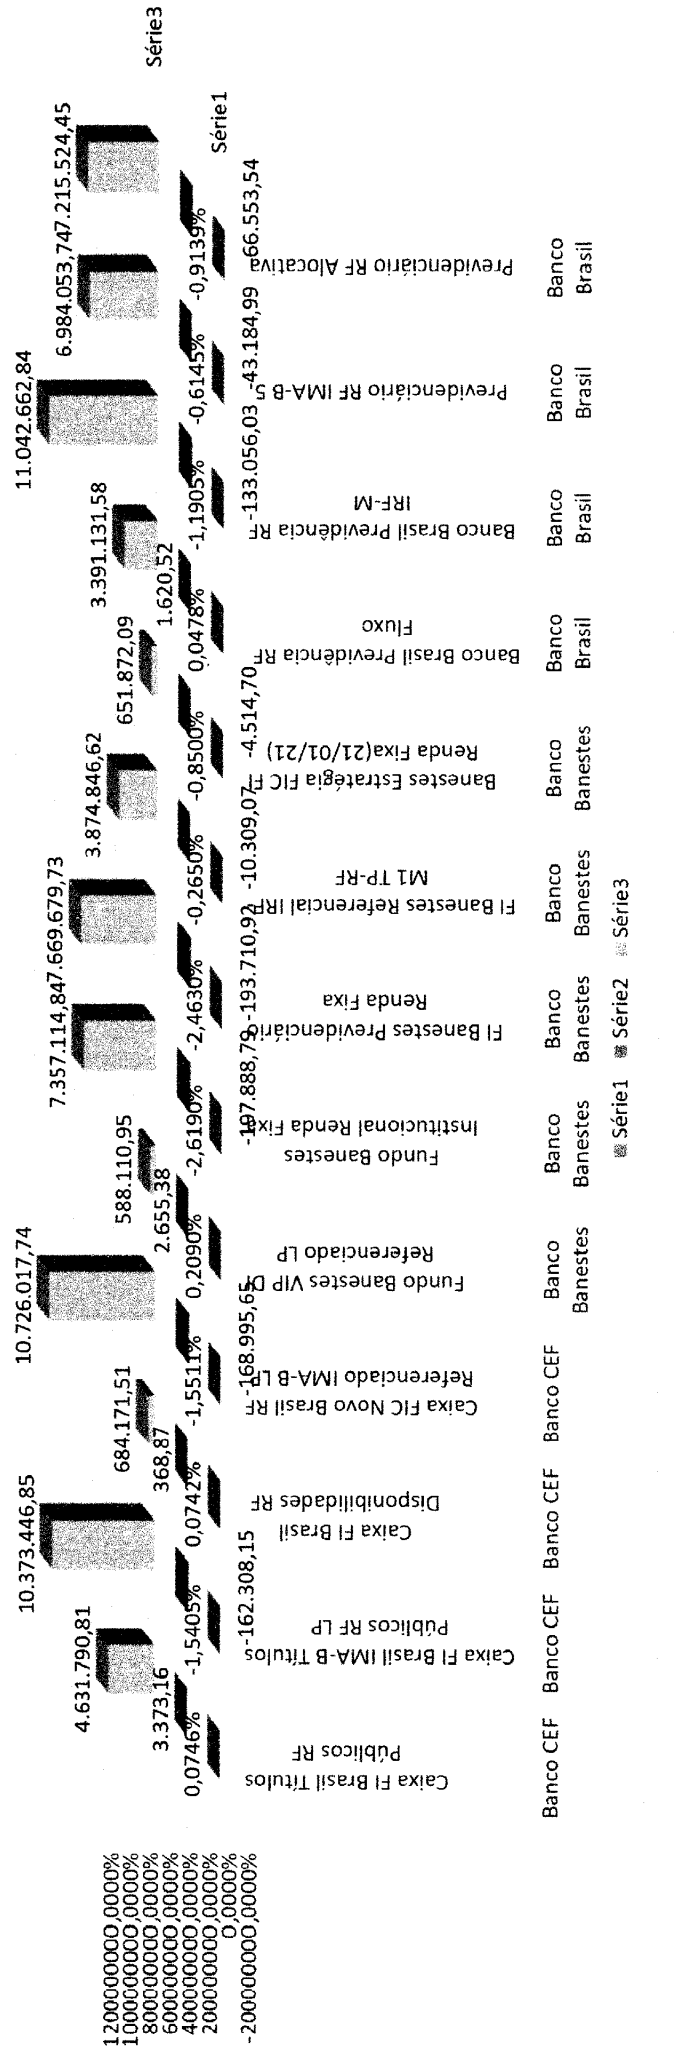 Série3
Série1
1200000000,0000%
1000000000,0000%
800000000,0000%
600000000,0000%
400000000,0000%
200000000,0000%
0,0000%
-200000000,0000%
4.631.790,81
10.373.446,85
684.171,51
10.726.017,74
588.110,95
7.357.114,84
7.669.679,73
3.874.846,62
651.872,09
3.391.131,58
11.042.662,84
6.984.053,74
7.215.524,45
0,0746%
-1,5405%
0,0742%
-1,5511%
0,2090%
-2,6190%
-2,4630%
-0,2650%
-0,8500%
0,0478%
-1,1905%
-0,6145%
-0,9139%
3.373,16
-162.308,15
368,87
-168.995,65
2.655,38
-197.888,79
-193.710,92
-10.309,07
-4.514,70
1.620,52
-133.056,03
-43.184,99
-66.553,54
Caixa FI Brasil Títulos
Públicos RF
Caixa FI Brasil IMA-B Títulos
Públicos RF LP
Caixa FI Brasil
Disponibilidades RF
Caixa FIC Novo Brasil RF
Referenciado IMA-B LP
Fundo Banestes VIP DI
Referenciado LP
Fundo Banestes
Institucional Renda Fixa
FI Banestes Previdenciário
Renda Fixa
FI Banestes Referencial IRF
M1 TP-RF
Banestes Estratégia FIC FI
Renda Fixa(21/01/21)
Banco Brasil Previdência RF
Fluxo
Banco Brasil Previdência RF
IRF-M
Previdenciário RF IMA-B 5
Previdenciário RF Alocativa
Banco CEF
Banco CEF
Banco CEF
Banco CEF
Banco
Banestes
Banco
Banestes
Banco
Banestes
Banco
Banestes
Banco
Banestes
Banco
Brasil
Banco
Brasil
Banco
Brasil
Banco
Brasil
Série1 Série2 Série3